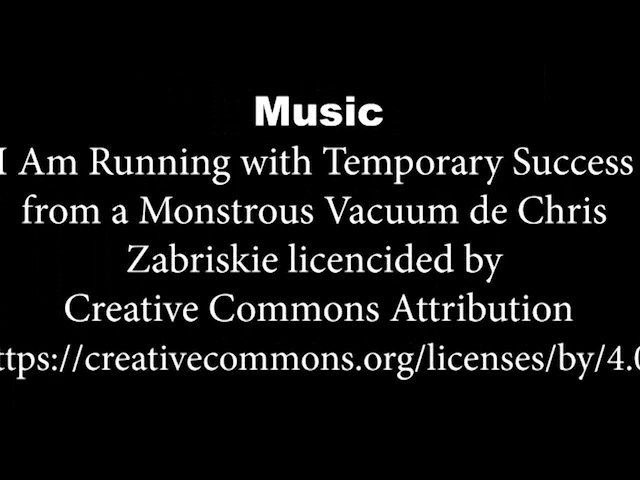 Music
I Am Running with Temporary Success
from a Monstrous Vacuum de Chris
Zabriskie licencided by
Creative Commons Attribution
ttps://creativecommons.org/licenses/by/4.0